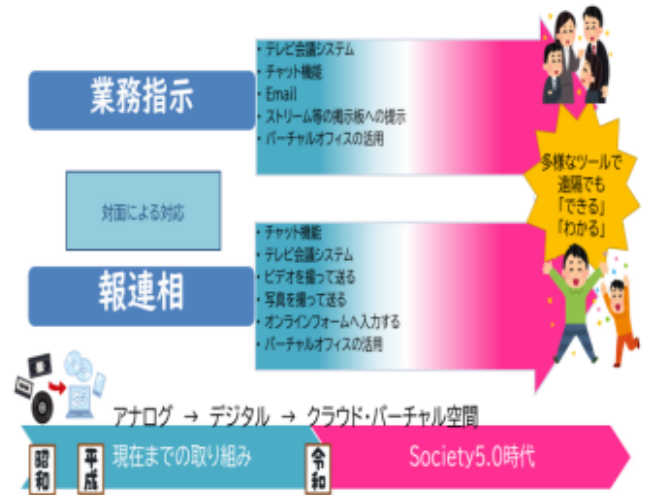 業務指示
・テレビ会議システム
・チャット機能
・Email
・ストリーム等の掲示板への提示
・バーチャルオフィスの活用
多様なツールで
遠隔でも
「できる」
「わかる」
対面による対応
報連相
・チャット機能
・テレビ会議システム
・ビデオを撮って送る
・写真を撮って送る
・オンラインフォームへ入力する
・バーチャルオフィスの活用
アナログ → デジタル → クラウド・バーチャル空間
昭和
平成
現在までの取り組み
令和
Society5.0時代